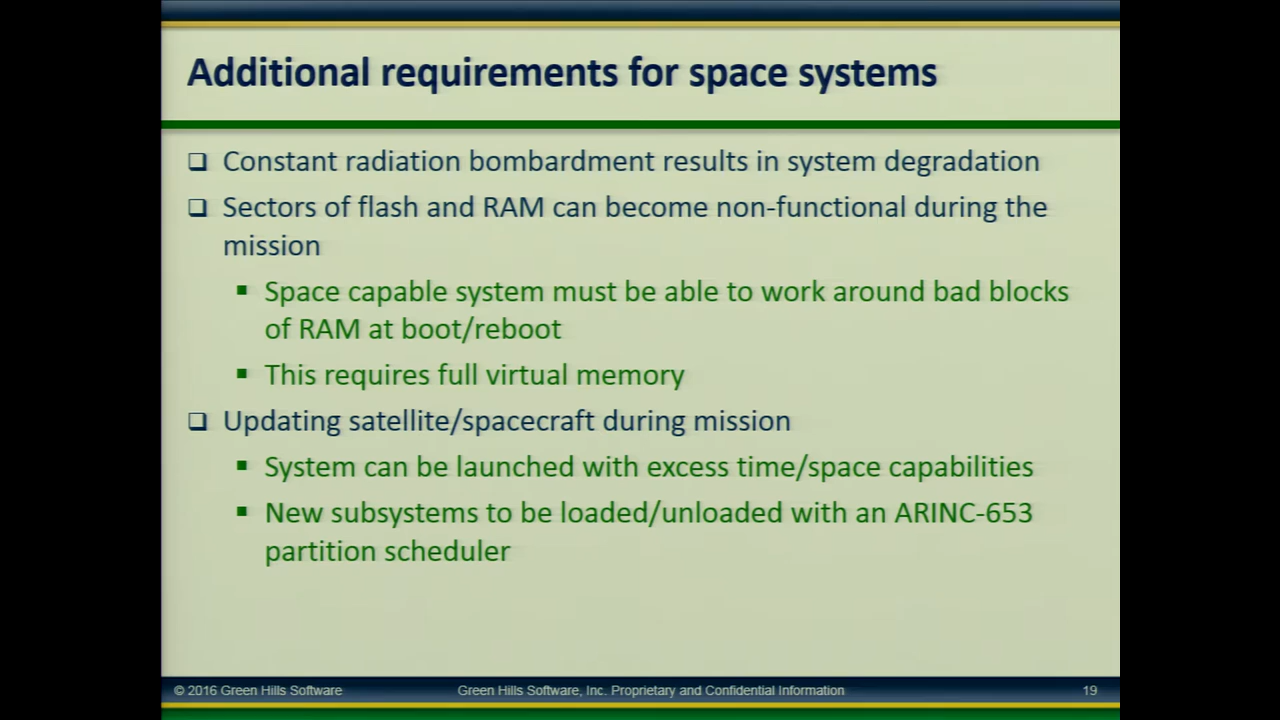 Additional requirements for space systems
❑ Constant radiation bombardment results in system degradation
❑ Sectors of flash and RAM can become non-functional during the
mission
▪ Space capable system must be able to work around bad blocks
of RAM at boot/reboot
▪ This requires full virtual memory
❑ Updating satellite/spacecraft during mission
▪ System can be launched with excess time/space capabilities
▪ New subsystems to be loaded/unloaded with an ARINC-653
partition scheduler
© 2016 Green Hills Software
Green Hills Software, Inc. Proprietary and Confidential Information
19